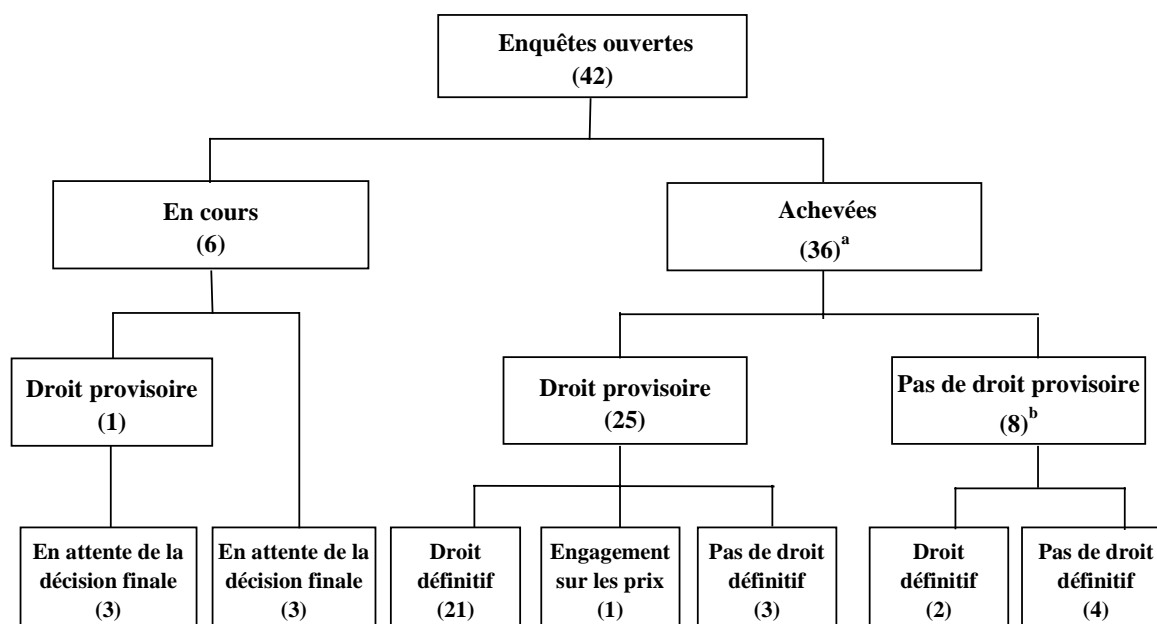 Enquêtes ouvertes
(42)
En cours
(6)
Achevées
(36)a
Droit provisoire
(1)
Droit provisoire
(25)
Pas de droit provisoire
(8)b
En attente de la
décision finale
(3)
En attente de la
décision finale
(3)
Droit
définitif
(21)
Engagement
sur les prix
(1)
Pas de droit
définitif
(3)
Droit
définitif
(2)
Pas de droit
définitif
(4)